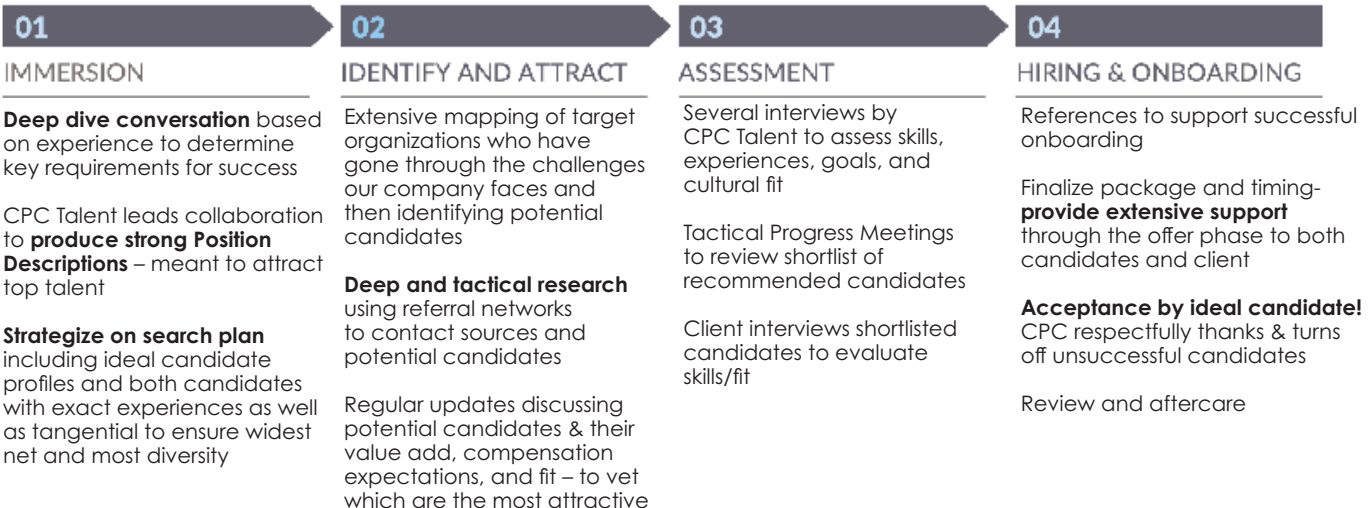 01
IMMERSION
Deep dive conversation based
on experience to determine
key requirements for success
CPC Talent leads collaboration
to produce strong Position
Descriptions – meant to attract
top talent
Strategize on search plan
including ideal candidate
profiles and both candidates
with exact experiences as well
as tangential to ensure widest
net and most diversity
02
IDENTIFY AND ATTRACT
Extensive mapping of target
organizations who have
gone through the challenges
our company faces and
then identifying potential
candidates
Deep and tactical research
using referral networks
to contact sources and
potential candidates
Regular updates discussing
potential candidates & their
value add, compensation
expectations, and fit – to vet
which are the most attractive
03
ASSESSMENT
Several interviews by
CPC Talent to assess skills,
experiences, goals, and
cultural fit
Tactical Progress Meetings
to review shortlist of
recommended candidates
Client interviews shortlisted
candidates to evaluate
skills/fit
04
HIRING & ONBOARDING
References to support successful
onboarding
Finalize package and timing-
provide extensive support
through the offer phase to both
candidates and client
Acceptance by ideal candidate!
CPC respectfully thanks & turns
off unsuccessful candidates
Review and aftercare